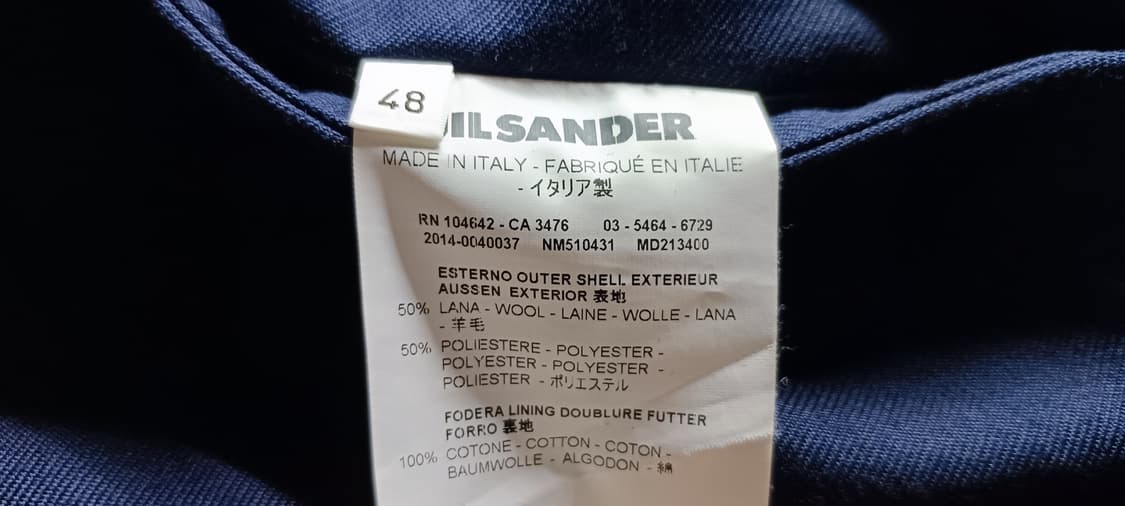 48
JILSANDER
MADE IN ITALY - FABRIQUÉ EN ITALIE
- イタリア製
RN 104642 - CA 3476 03 - 5464 - 6729
2014-0040037 NM510431 MD213400
ESTERNO OUTER SHELL EXTERIEUR
AUSSEN EXTERIOR 表地
50% LANA - WOOL - LAINE - WOLLE - LANA
- 羊毛
50% POLIESTERE - POLYESTER -
POLYESTER - POLYESTER -
POLIESTER - ポリエステル
FODERA LINING DOUBLURE FUTTER
FORRO 裏地
100% COTONE - COTTON - COTON -
BAUMWOLLE - ALGODON - 綿